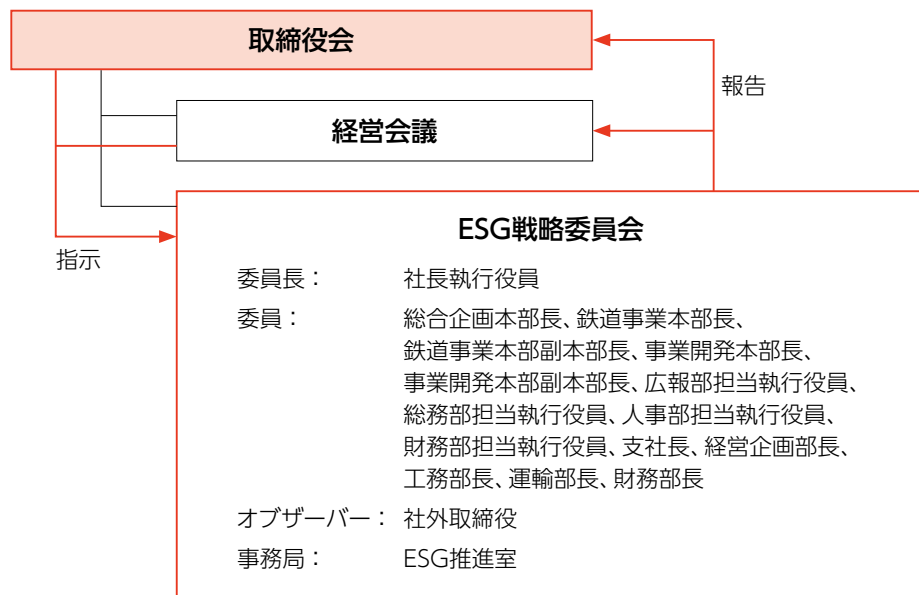 取締役会
報告
経営会議
指示
ESG戦略委員会
委員長： 社長執行役員
委員： 総合企画本部長、鉄道事業本部長、
鉄道事業本部副本部長、事業開発本部長、
事業開発本部副本部長、広報部担当執行役員、
総務部担当執行役員、人事部担当執行役員、
財務部担当執行役員、支社長、経営企画部長、
工務部長、運輸部長、財務部長
オブザーバー： 社外取締役
事務局： ESG推進室